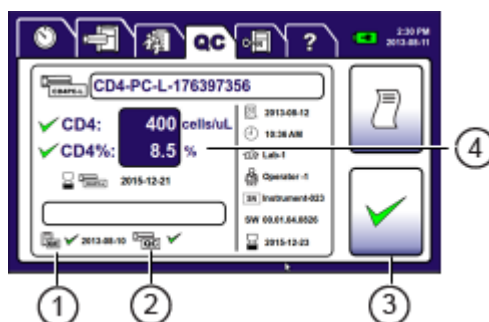 QC ? 2:30 PM
2013-08-11
CD4-PC-L-176397356
CD4: 400 cells/uL
CD4%: 8.5 %
2015-12-21
2013-08-12
10:36 AM
Lab-1
Operator -1
SN Instrument-023
SW 09.01.04.0526
2015-12-23
2013-08-10 QC
4
1
2
3